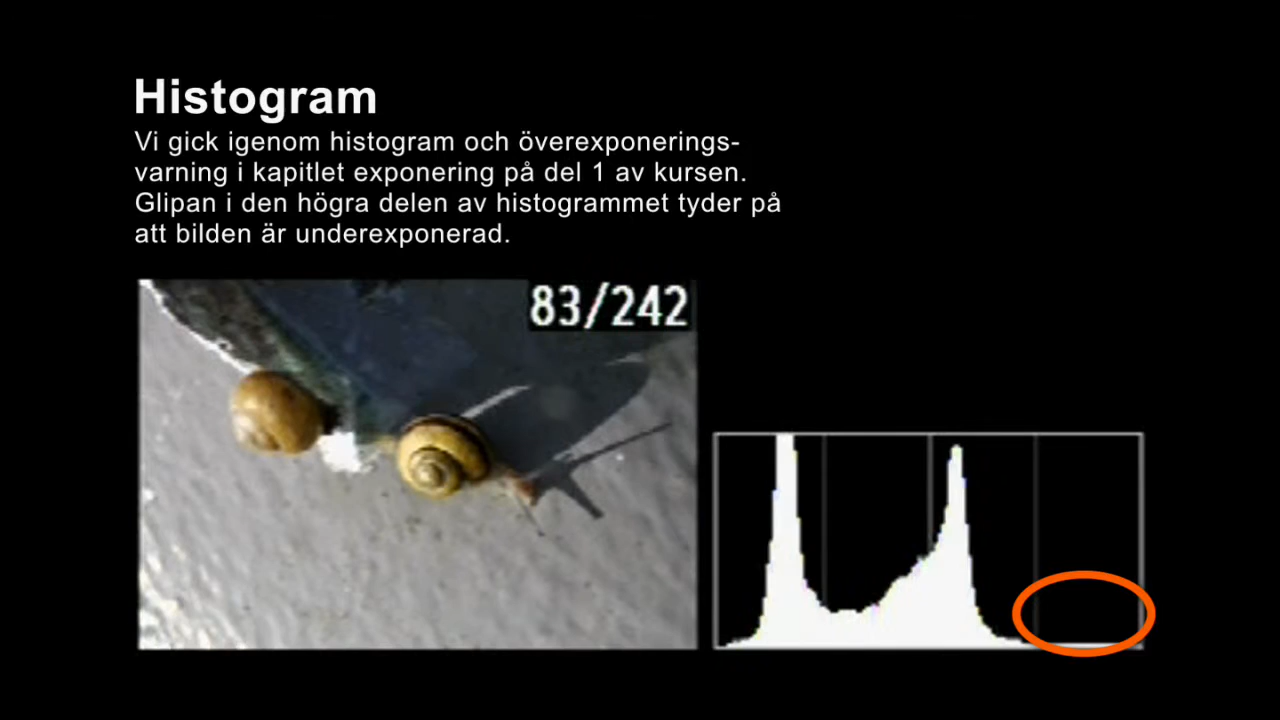 Histogram
Vi gick igenom histogram och överexponerings-
varning i kapitlet exponering på del 1 av kursen.
Glipan i den högra delen av histogrammet tyder på
att bilden är underexponerad.
83/242